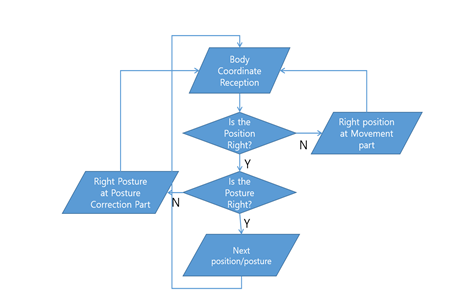 Body
Coordinate
Reception
Is the
Position
Right?
N
Right position
at Movement
part
Y
Is the
Posture
Right?
N
Right Posture
at Posture
Correction Part
Y
Next
position/posture